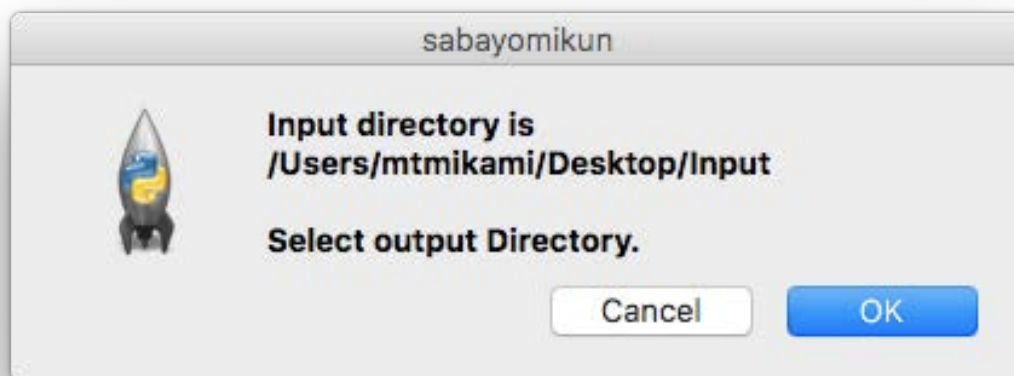 sabayomikun
Input directory is
/Users/mtmikami/Desktop/Input
Select output Directory.
Cancel
OK